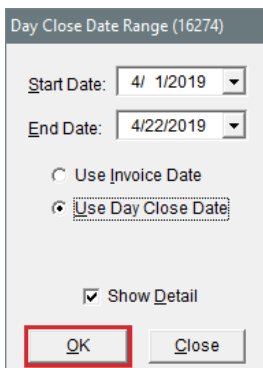 Day Close Date Range (16274)
Start Date: 4/ 1/2019
End Date: 4/22/2019
Use Invoice Date
Use Day Close Date
Show Detail
OK Close